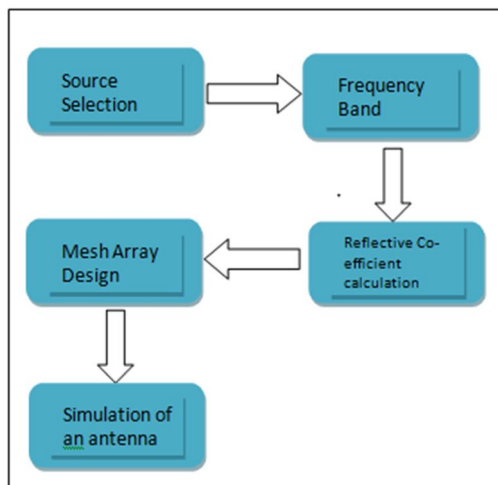 Source
Selection
Frequency
Band
Reflective Co-
efficient
calculation
Mesh Array
Design
Simulation of
an antenna